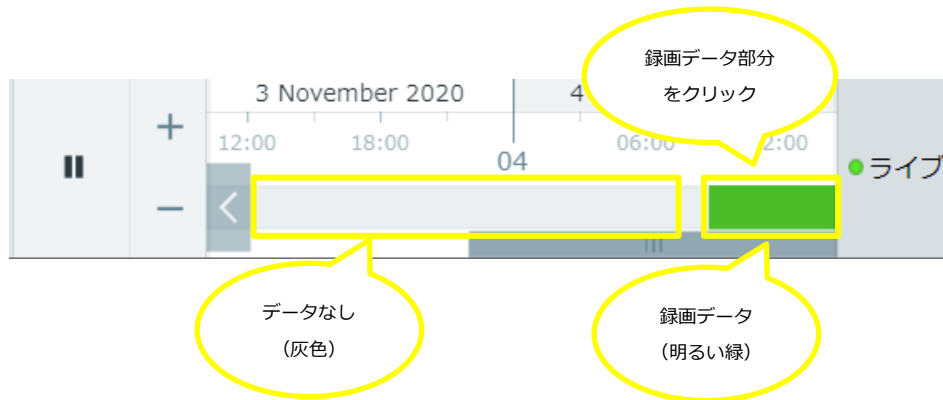 録画データ部分
をクリック
3 November 2020
4
12:00
18:00
04
06:00
2:00
ライブ
データなし
（灰色）
録画データ
（明るい緑）